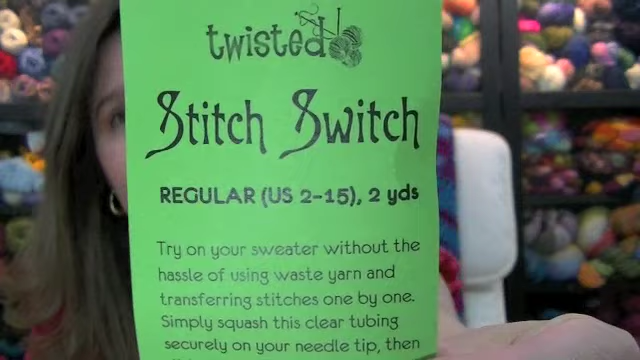 twisted
Stitch Switch
REGULAR (US 2-15), 2 yds
Try on your sweater without the
hassle of using waste yarn and
transferring stitches one by one.
Simply squash this clear tubing
securely on your needle tip, then